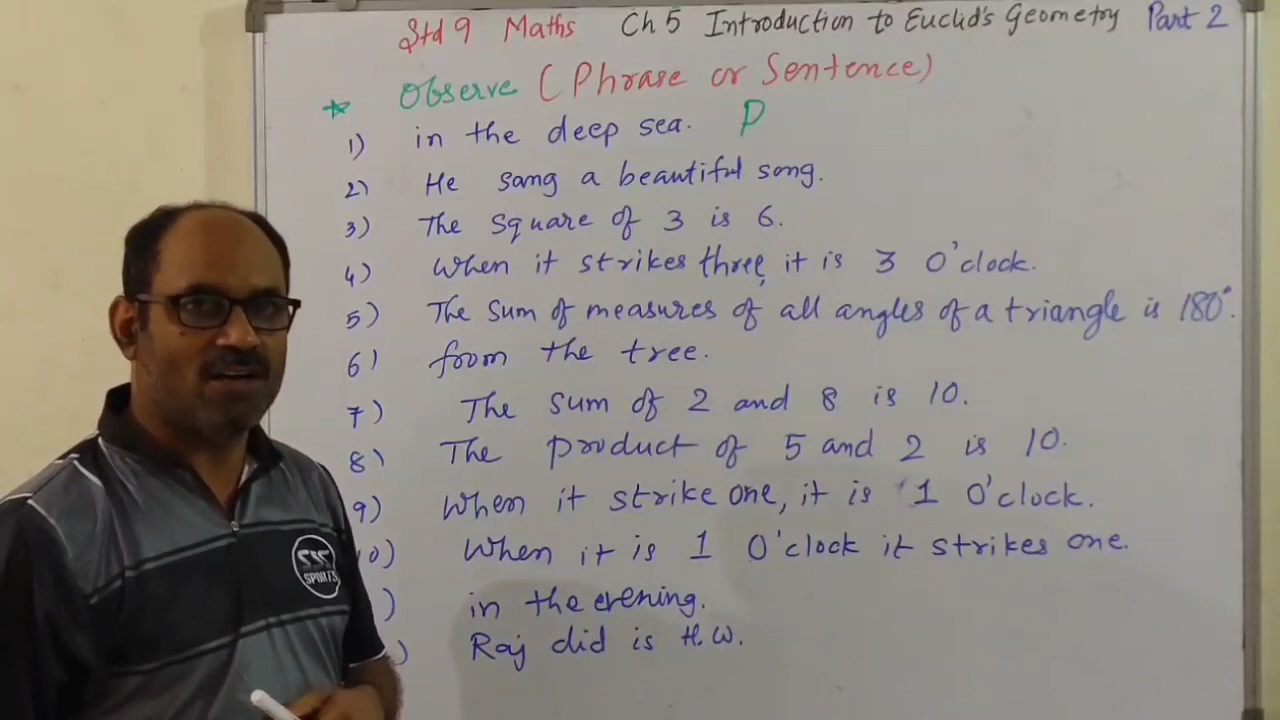 Std 9 Maths Ch 5 Introduction to Euclid's Geometry Part 2
* Observe (Phrase or Sentence)
1) in the deep sea. P
2) He sang a beautiful song.
3) The square of 3 is 6.
4) When it strikes three, it is 3 O'clock.
5) The sum of measures of all angles of a triangle is 180°.
6) from the tree.
7) The sum of 2 and 8 is 10.
8) The product of 5 and 2 is 10.
9) When it strike one, it is 1 O'clock.
10) When it is 1 O'clock it strikes one.
) in the evening.
) Raj did is H.W.
SSS
SPORTS